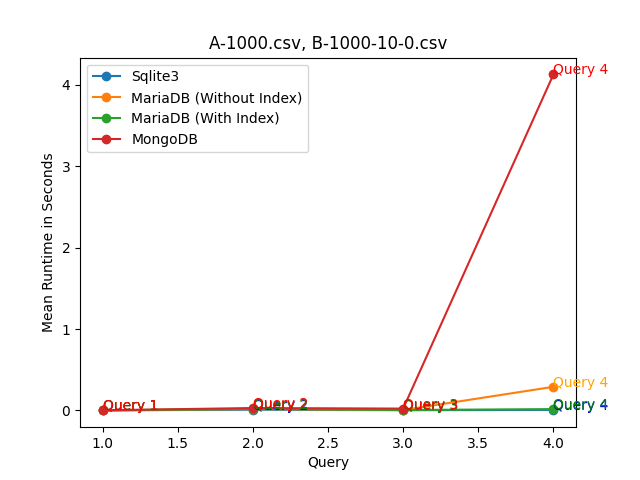 A-1000.csv, B-1000-10-0.csv
Sqlite3
MariaDB (Without Index)
MariaDB (With Index)
MongoDB
Query 4
4
3
2
1
0
Mean Runtime in Seconds
Query 4
Query 1
Query 2
Query 3
Query 4
1.0 1.5 2.0 2.5 3.0 3.5 4.0
Query